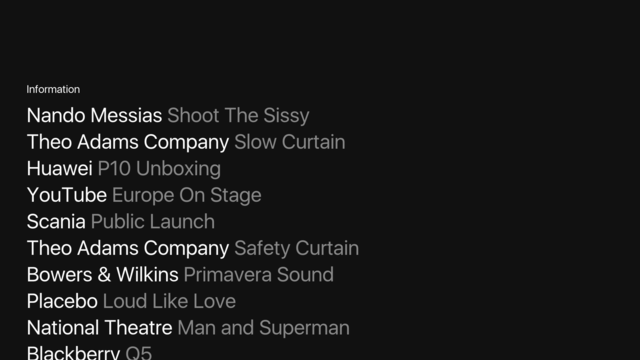 Information
Nando Messias Shoot The Sissy
Theo Adams Company Slow Curtain
Huawei P10 Unboxing
YouTube Europe On Stage
Scania Public Launch
Theo Adams Company Safety Curtain
Bowers & Wilkins Primavera Sound
Placebo Loud Like Love
National Theatre Man and Superman
Blackberry Q5